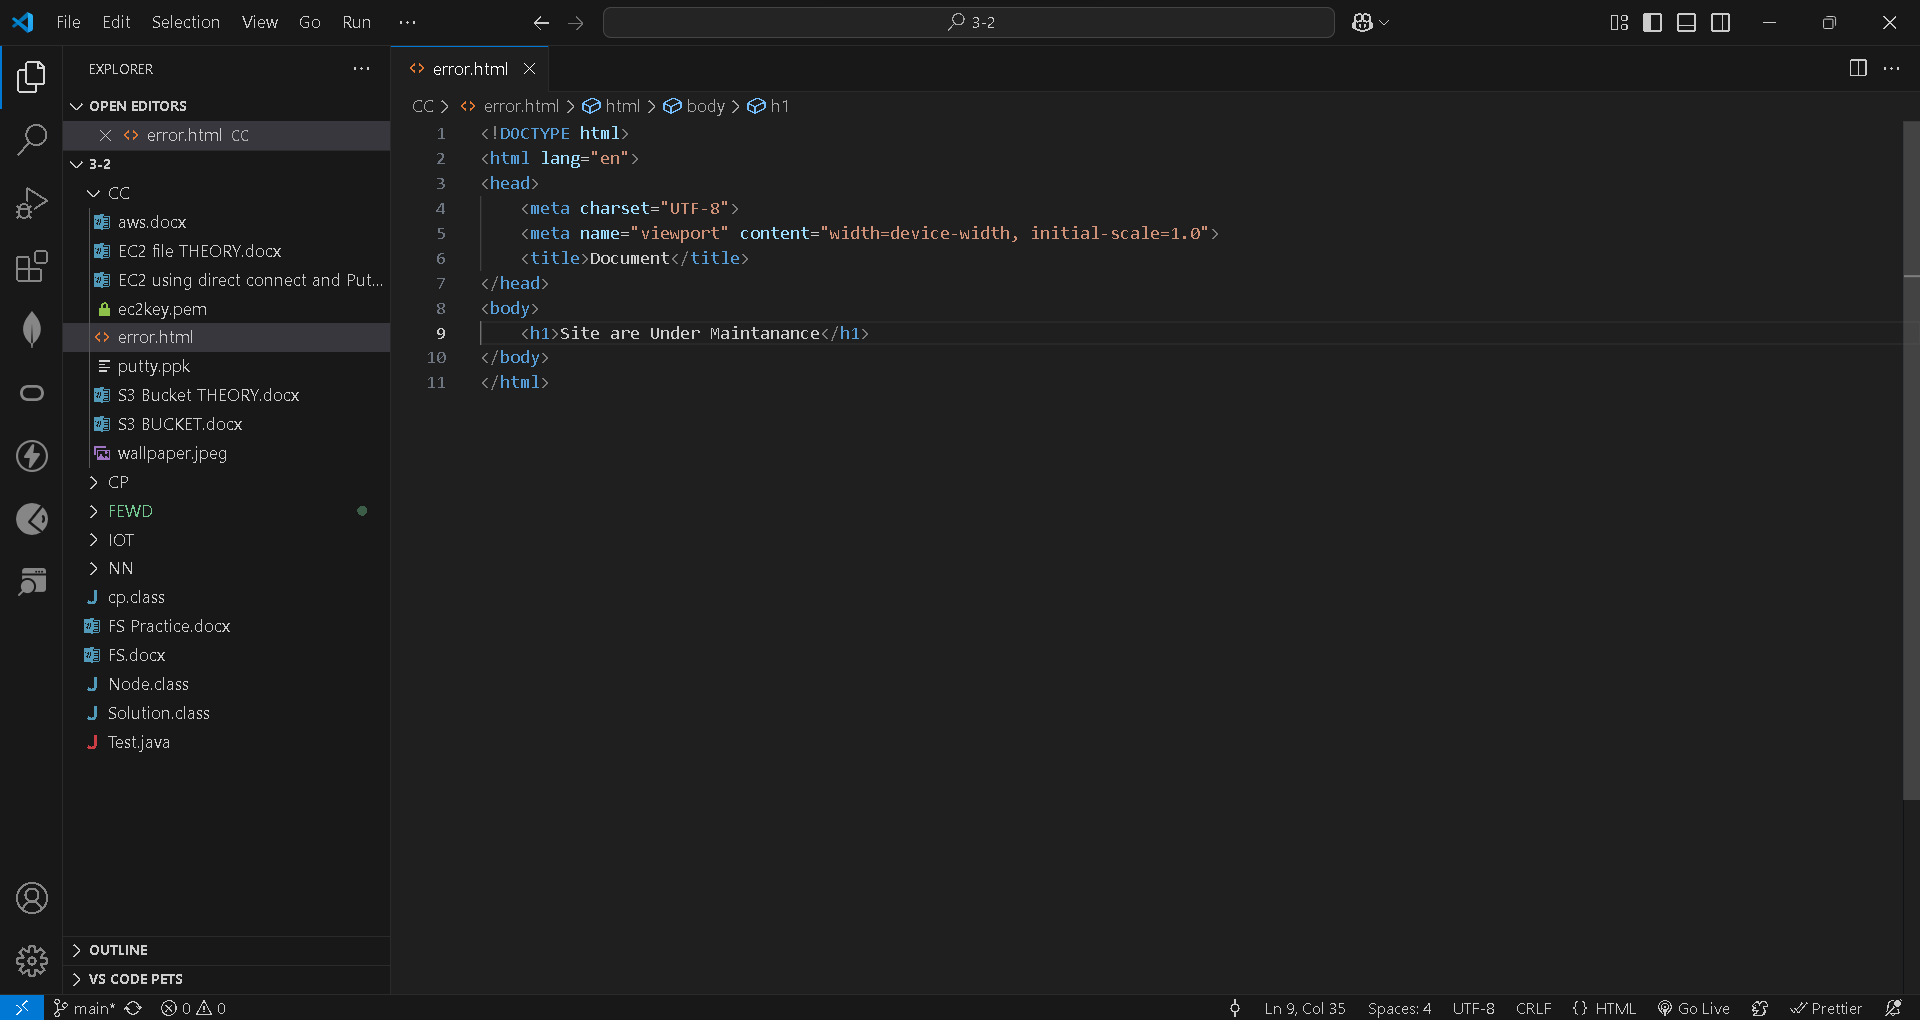 File Edit Selection View Go Run ···
3-2
EXPLORER
OPEN EDITORS
error.html CC
3-2
CC
aws.docx
EC2 file THEORY.docx
EC2 using direct connect and Put...
ec2key.pem
error.html
putty.ppk
S3 Bucket THEORY.docx
S3 BUCKET.docx
wallpaper.jpeg
CP
FEWD
IOT
NN
cp.class
FS Practice.docx
FS.docx
Node.class
Solution.class
Test.java
OUTLINE
VS CODE PETS
error.html
CC > error.html > html > body > h1
1 <!DOCTYPE html>
2 <html lang="en">
3 <head>
4 <meta charset="UTF-8">
5 <meta name="viewport" content="width=device-width, initial-scale=1.0">
6 <title>Document</title>
7 </head>
8 <body>
9 <h1>Site are Under Maintanance</h1>
10 </body>
11 </html>
main* 0 0 Ln 9, Col 35 Spaces: 4 UTF-8 CRLF {} HTML Go Live Prettier